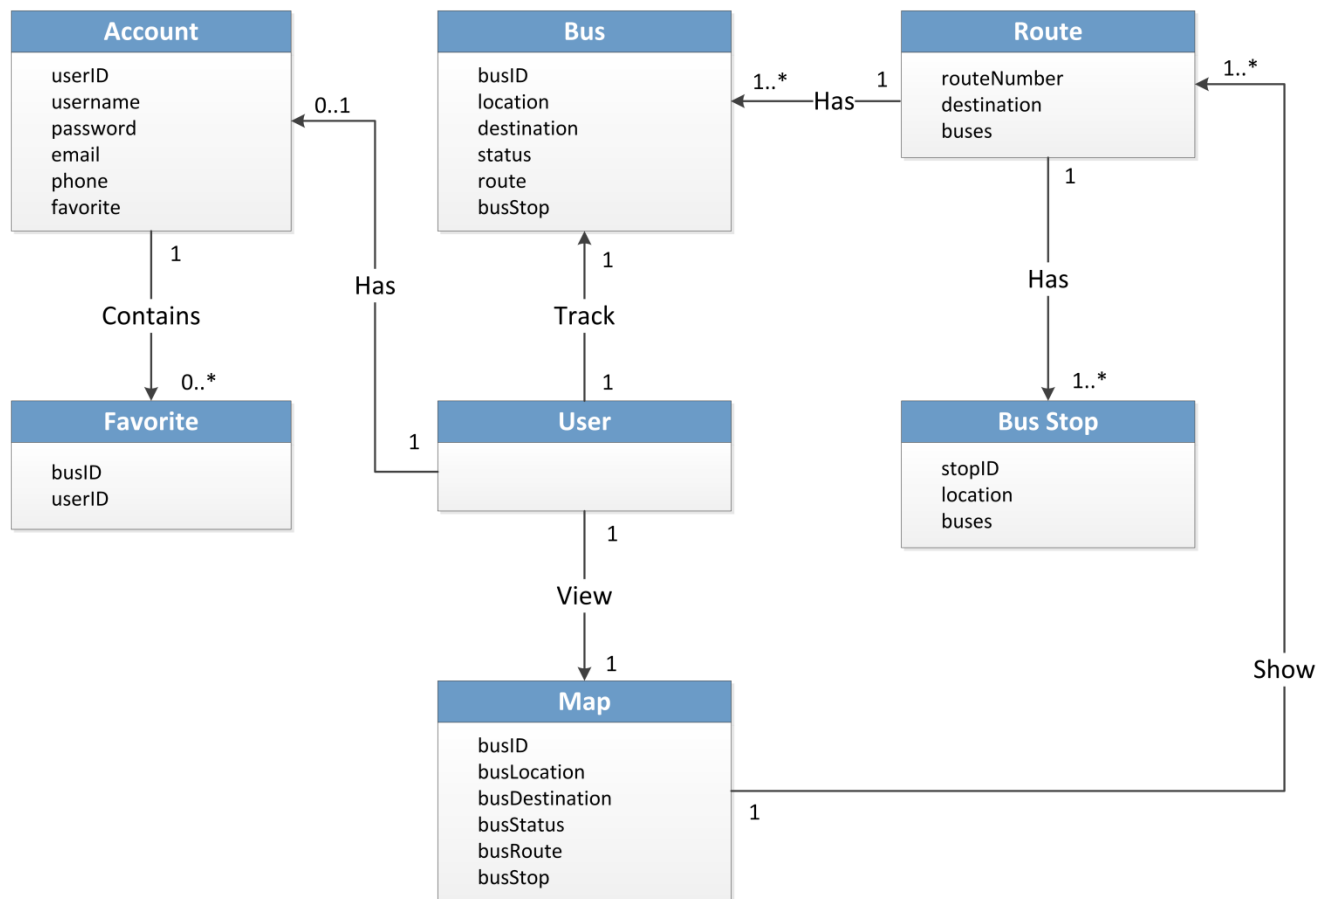 Account
userID
username
password
email
phone
favorite
Bus
busID
location
destination
status
route
busStop
Route
routeNumber
destination
buses
0..1
1..*
Has
1
1..*
1
Contains
0..*
Has
1
1
Track
1
1
Has
1..*
Favorite
busID
userID
User
Bus Stop
stopID
location
buses
1
View
1
Map
busID
busLocation
busDestination
busStatus
busRoute
busStop
1
Show